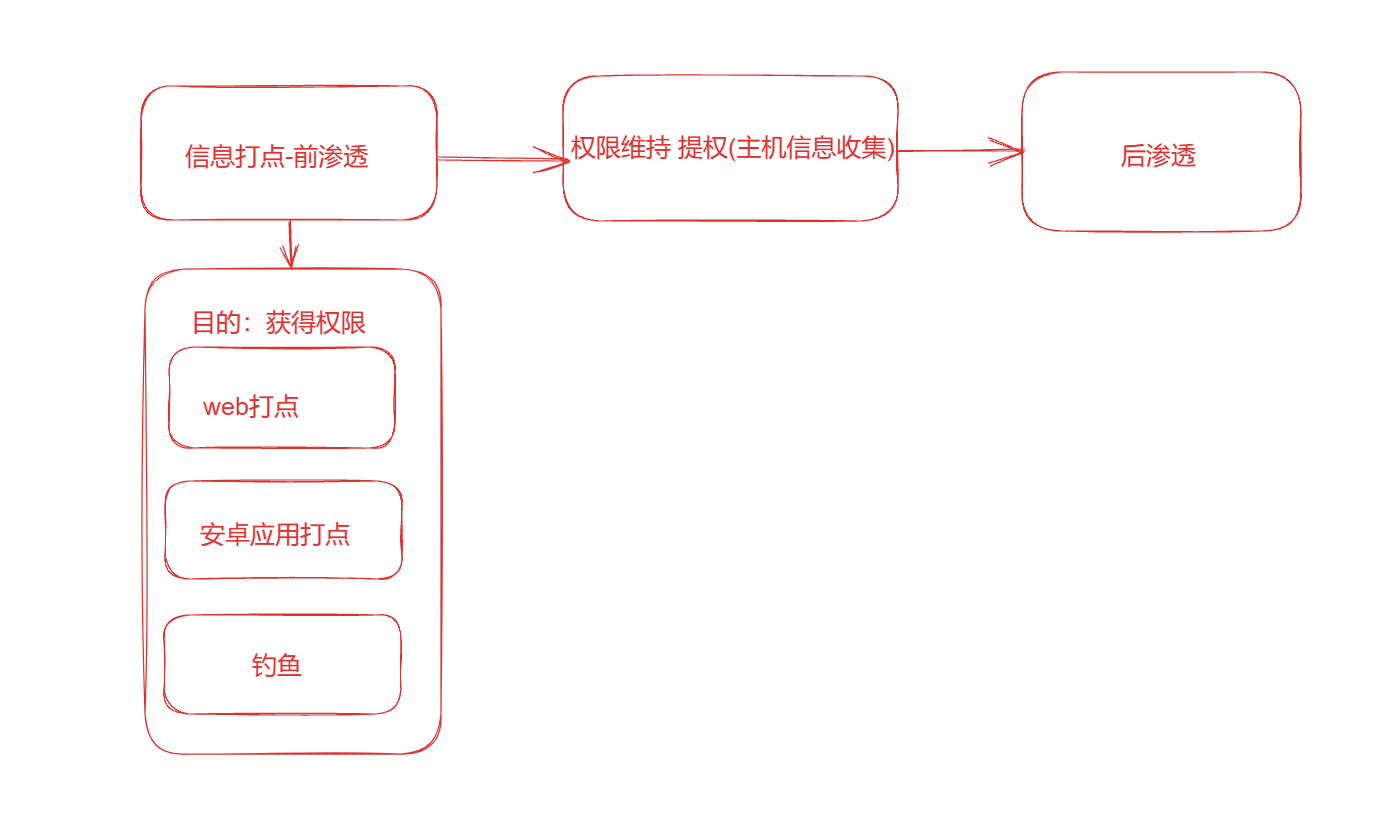 信息打点-前渗透
权限维持 提权(主机信息收集)
后渗透
目的：获得权限
web打点
安卓应用打点
钓鱼